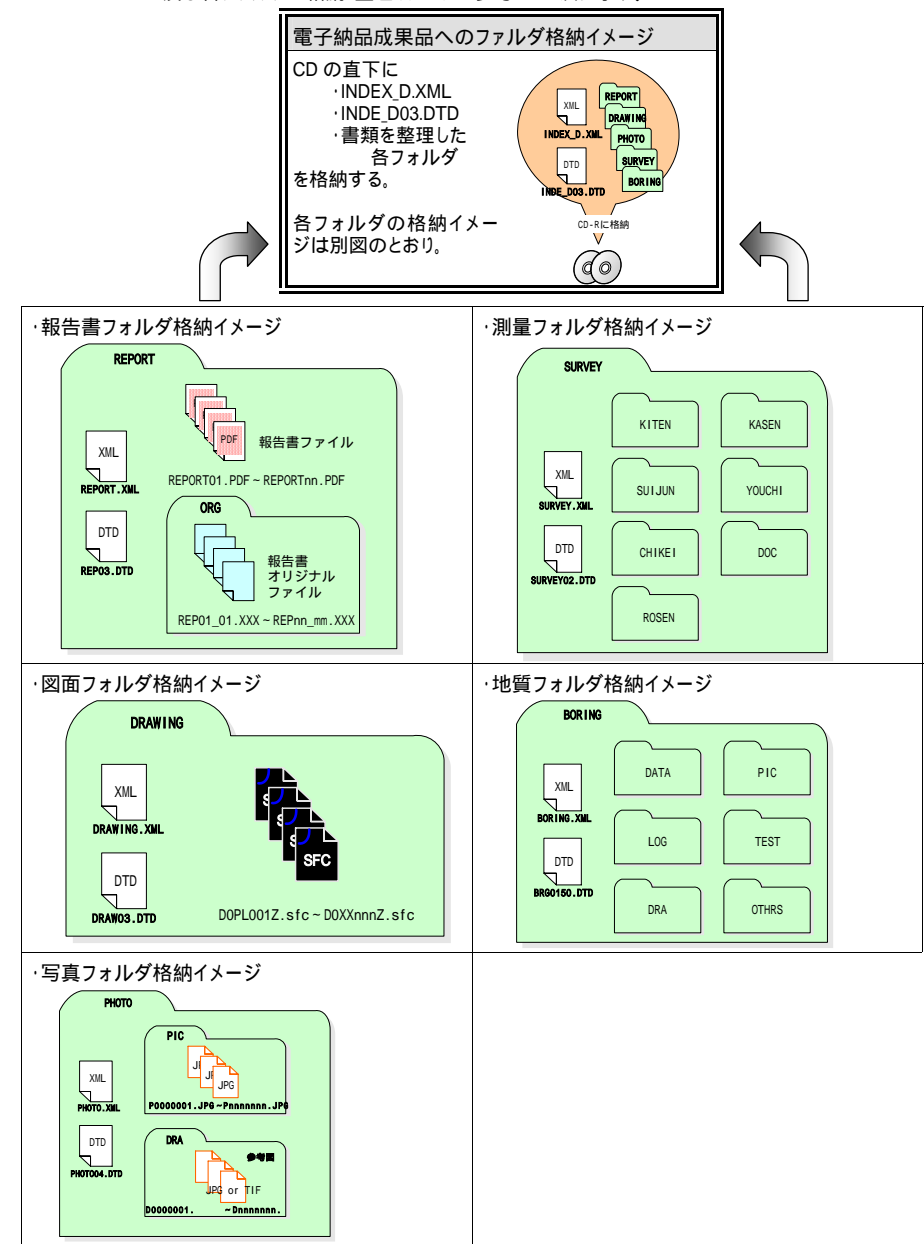 電子納品成果品へのファルダ格納イメージ
CD の直下に
・INDEX_D.XML
・INDE_D03.DTD
・書類を整理した
各フォルダ
を格納する。
各フォルダの格納イメー
ジは別図のとおり。
XML
INDEX_D.XML
DTD
INDE_D03.DTD
REPORT
DRAWING
PHOTO
SURVEY
BORING
CD-Rに格納
・報告書フォルダ格納イメージ
REPORT
XML
REPORT.XML
DTD
REP03.DTD
PDF
報告書ファイル
REPORT01.PDF～REPORTnn.PDF
ORG
報告書
オリジナル
ファイル
REP01_01.XXX～REPnn_mm.XXX
・測量フォルダ格納イメージ
SURVEY
XML
SURVEY.XML
DTD
SURVEY02.DTD
KITEN
KASEN
SUIJUN
YOUCHI
CHIKEI
DOC
ROSEN
・図面フォルダ格納イメージ
DRAWING
XML
DRAWING.XML
DTD
DRAW03.DTD
SFC
D0PL001Z.sfc～D0XXnnnZ.sfc
・地質フォルダ格納イメージ
BORING
XML
BORING.XML
DTD
BRG0150.DTD
DATA
PIC
LOG
TEST
DRA
OTHRS
・写真フォルダ格納イメージ
PHOTO
XML
PHOTO.XML
DTD
PHOTO04.DTD
PIC
JPG
P0000001.JPG～Pnnnnnnn.JPG
DRA
参考図
JPG or TIF
D0000001. ～Dnnnnnnn.